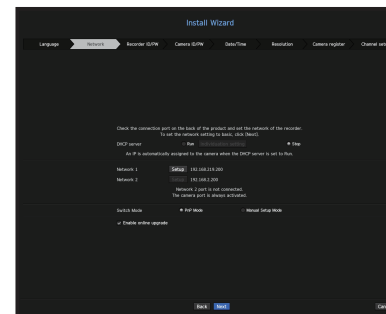 Install Wizard
Language Network Recorder ID/PW Camera ID/PW Date/Time Resolution Camera register
Check the connection port on the back of the product and set the network of the recorder.
To set the network setting to basic, click [Next].
DHCP server Run Stop
An IP is automatically assigned to the camera when the DHCP server is set to Run.
Network 1 Setup 192.168.219.200
Network 2 192.168.2.200
Network 2 port is not connected.
The camera port is always activated.
Switch Mode PnP Mode Manual Setup Mode
Enable online upgrade
Back Next